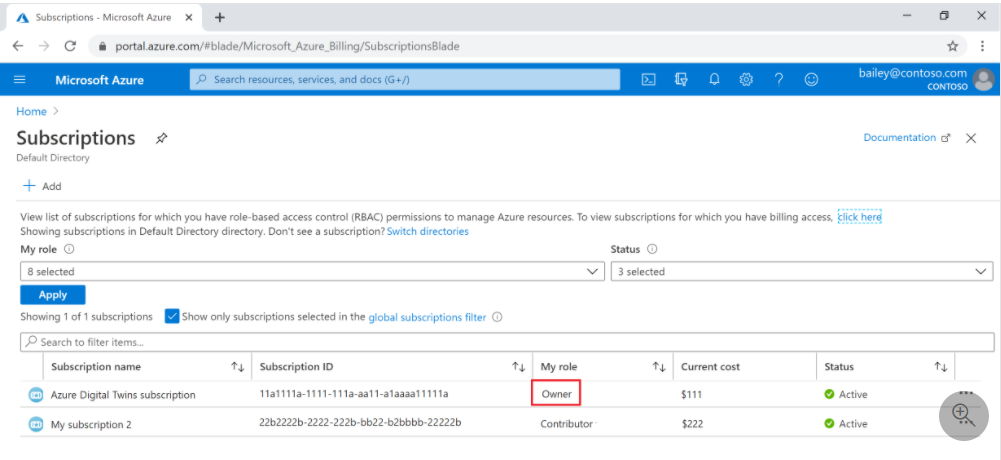 Subscriptions - Microsoft Azure
portal.azure.com/#blade/Microsoft_Azure_Billing/SubscriptionsBlade
Microsoft Azure
Search resources, services, and docs (G+/)
bailey@contoso.com
CONTOSO
Home >
Subscriptions
Documentation
Default Directory
+ Add
View list of subscriptions for which you have role-based access control (RBAC) permissions to manage Azure resources. To view subscriptions for which you have billing access, click here
Showing subscriptions in Default Directory directory. Don't see a subscription? Switch directories
My role Status
8 selected 3 selected
Apply
Showing 1 of 1 subscriptions Show only subscriptions selected in the global subscriptions filter
Search to filter items...
Subscription name Subscription ID My role Current cost Status
Azure Digital Twins subscription 11a1111a-1111-111a-aa11-a1aaaa11111a Owner $111 Active
My subscription 2 22b2222b-2222-222b-bb22-b2bbbb-22222b Contributor $222 Active